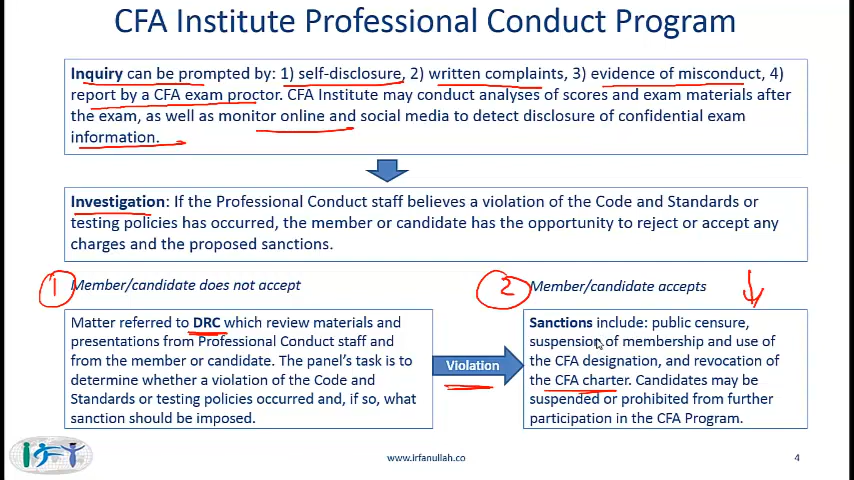 CFA Institute Professional Conduct Program
Inquiry can be prompted by: 1) self-disclosure, 2) written complaints, 3) evidence of misconduct, 4)
report by a CFA exam proctor. CFA Institute may conduct analyses of scores and exam materials after
the exam, as well as monitor online and social media to detect disclosure of confidential exam
information.
Investigation: If the Professional Conduct staff believes a violation of the Code and Standards or
testing policies has occurred, the member or candidate has the opportunity to reject or accept any
charges and the proposed sanctions.
1 Member/candidate does not accept
Matter referred to DRC which review materials and
presentations from Professional Conduct staff and
from the member or candidate. The panel's task is to
determine whether a violation of the Code and
Standards or testing policies occurred and, if so, what
sanction should be imposed.
Violation
2 Member/candidate accepts
Sanctions include: public censure,
suspension of membership and use of
the CFA designation, and revocation of
the CFA charter. Candidates may be
suspended or prohibited from further
participation in the CFA Program.
www.irfanullah.co
4